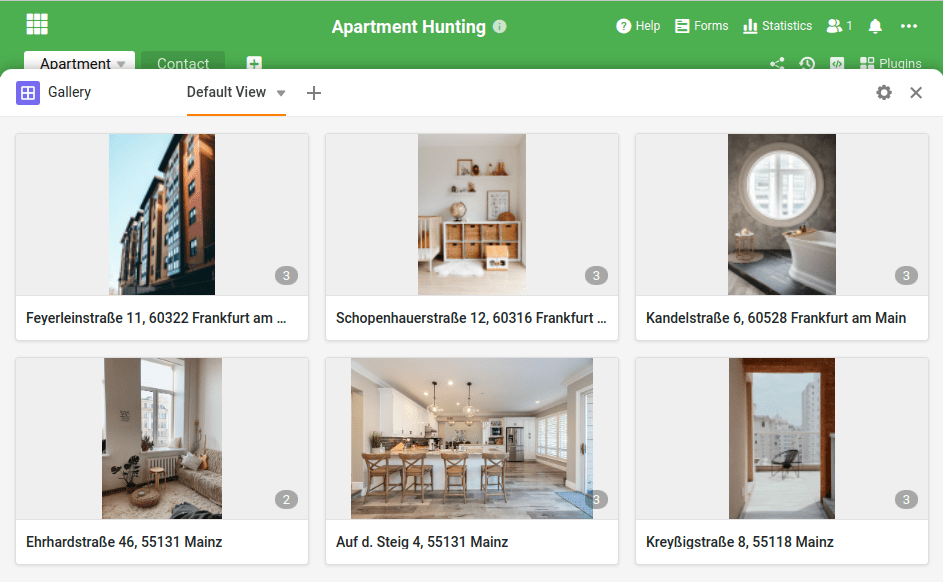 Apartment Hunting
Help
Forms
Statistics
1
Apartment
Contact
Plugins
Gallery
Default View
3
3
3
Feyerleinstraße 11, 60322 Frankfurt am ...
Schopenhauerstraße 12, 60316 Frankfurt ...
Kandelstraße 6, 60528 Frankfurt am Main
2
3
3
Ehrhardstraße 46, 55131 Mainz
Auf d. Steig 4, 55131 Mainz
Kreyßigstraße 8, 55118 Mainz